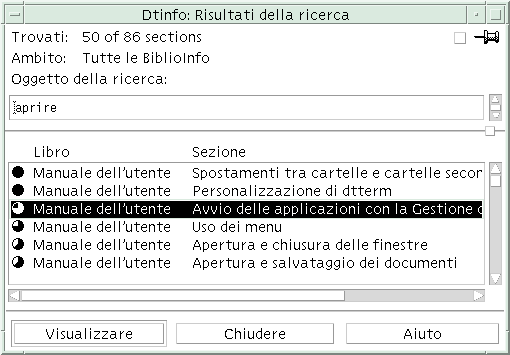 Dtinfo: Risultati della ricerca
Trovati: 50 of 86 sections
Ambito: Tutte le BiblioInfo
Oggetto della ricerca:
aprire
Libro Sezione
Manuale dell'utente Spostamenti tra cartelle e cartelle secon
Manuale dell'utente Personalizzazione di dtterm
Manuale dell'utente Avvio delle applicazioni con la Gestione
Manuale dell'utente Uso dei menu
Manuale dell'utente Apertura e chiusura delle finestre
Manuale dell'utente Apertura e salvataggio dei documenti
Visualizzare Chiudere Aiuto